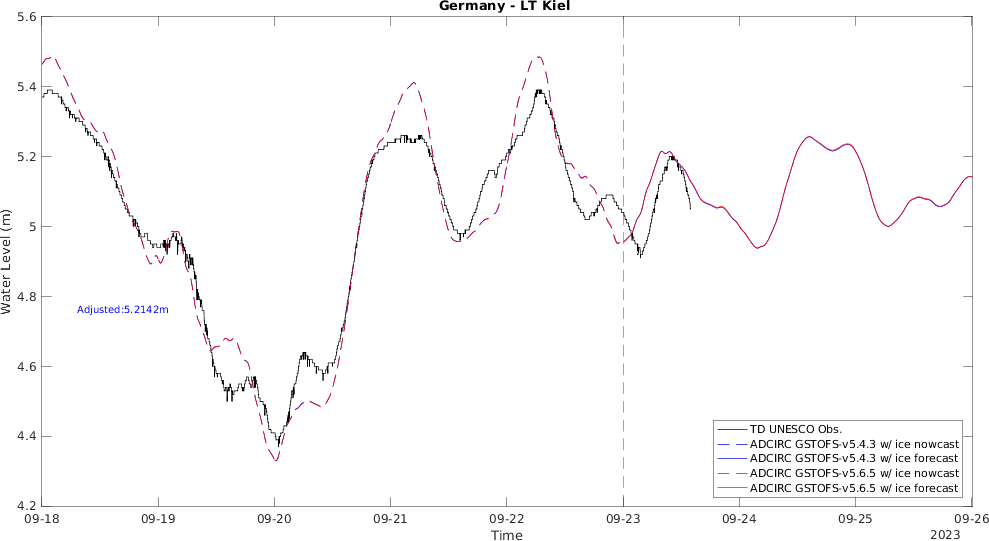 Germany - LT Kiel
5.6
5.4
5.2
5
4.8
4.6
4.4
4.2
Water Level (m)
Adjusted:5.2142m
TD UNESCO Obs.
ADCIRC GSTOFS-v5.4.3 w/ ice nowcast
ADCIRC GSTOFS-v5.4.3 w/ ice forecast
ADCIRC GSTOFS-v5.6.5 w/ ice nowcast
ADCIRC GSTOFS-v5.6.5 w/ ice forecast
09-18 09-19 09-20 09-21 09-22 09-23 09-24 09-25 09-26
Time
2023